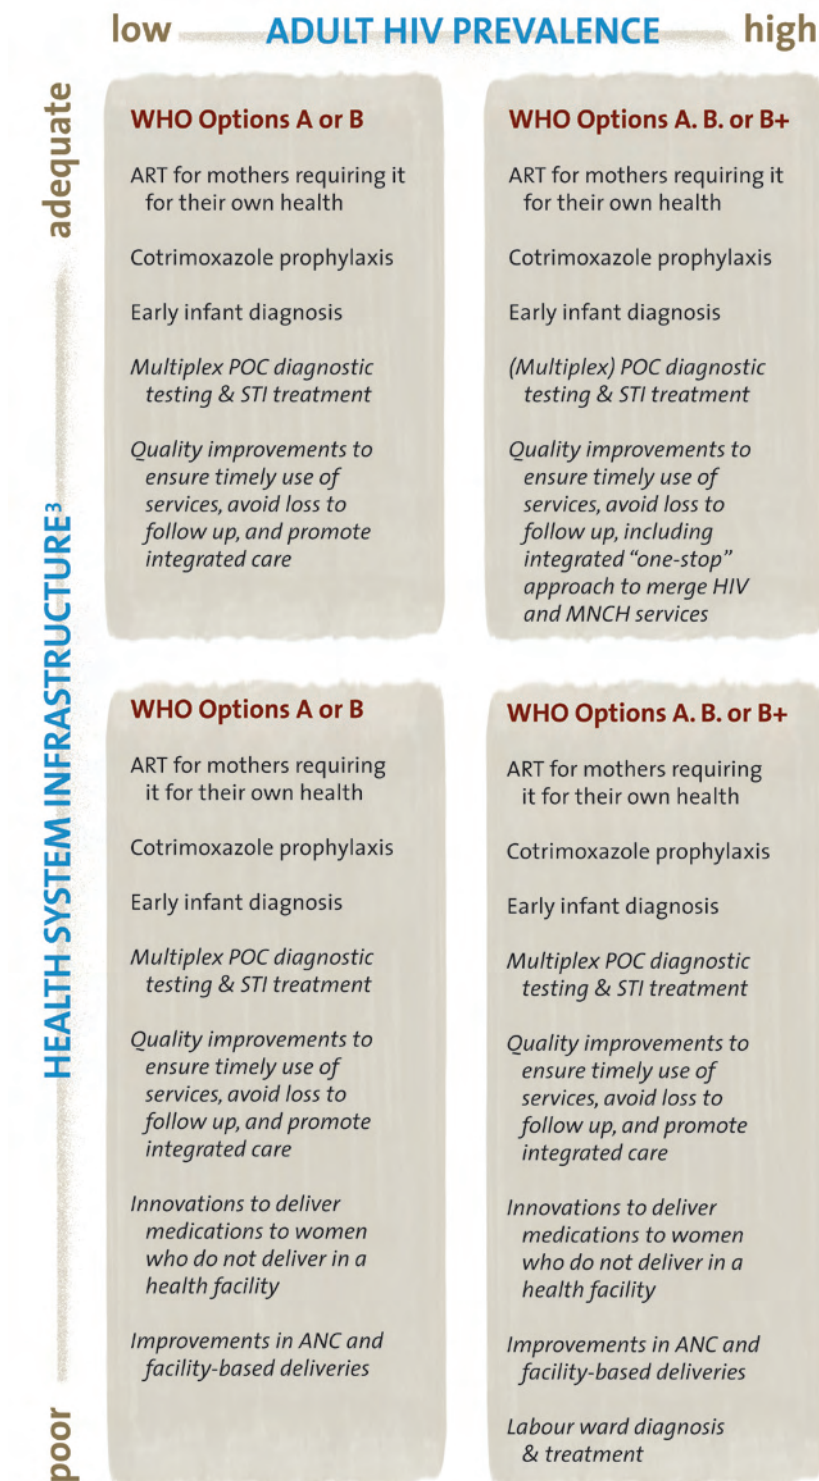 low ADULT HIV PREVALENCE high
adequate
HEALTH SYSTEM INFRASTRUCTURE³
poor
WHO Options A or B
ART for mothers requiring it
for their own health
Cotrimoxazole prophylaxis
Early infant diagnosis
Multiplex POC diagnostic
testing & STI treatment
Quality improvements to
ensure timely use of
services, avoid loss to
follow up, and promote
integrated care
WHO Options A. B. or B+
ART for mothers requiring it
for their own health
Cotrimoxazole prophylaxis
Early infant diagnosis
(Multiplex) POC diagnostic
testing & STI treatment
Quality improvements to
ensure timely use of
services, avoid loss to
follow up, including
integrated “one-stop”
approach to merge HIV
and MNCH services
WHO Options A or B
ART for mothers requiring
it for their own health
Cotrimoxazole prophylaxis
Early infant diagnosis
Multiplex POC diagnostic
testing & STI treatment
Quality improvements to
ensure timely use of
services, avoid loss to
follow up, and promote
integrated care
Innovations to deliver
medications to women
who do not deliver in a
health facility
Improvements in ANC and
facility-based deliveries
WHO Options A. B. or B+
ART for mothers requiring
it for their own health
Cotrimoxazole prophylaxis
Early infant diagnosis
Multiplex POC diagnostic
testing & STI treatment
Quality improvements to
ensure timely use of
services, avoid loss to
follow up, and promote
integrated care
Innovations to deliver
medications to women
who do not deliver in a
health facility
Improvements in ANC and
facility-based deliveries
Labour ward diagnosis
& treatment